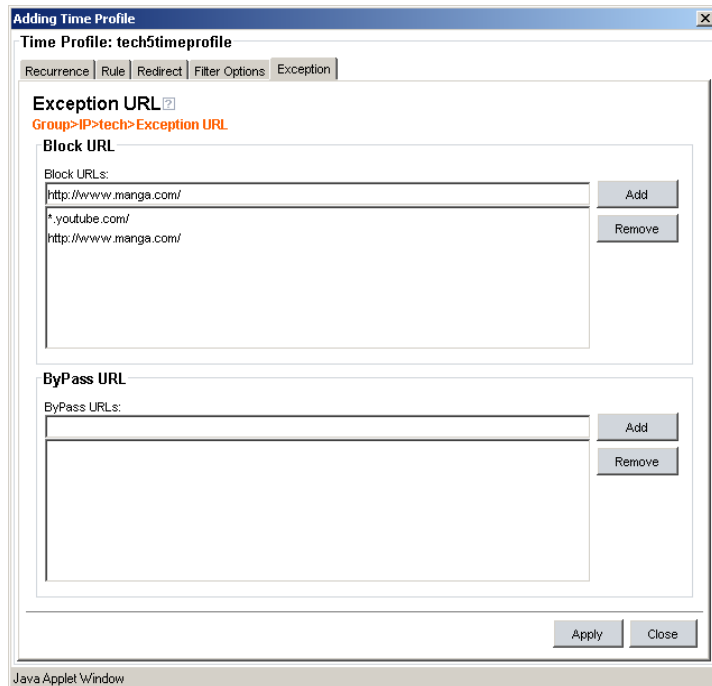 Adding Time Profile
Time Profile: tech5timeprofile
Recurrence Rule Redirect Filter Options Exception
Exception URL ?
Group>IP>tech>Exception URL
Block URL
Block URLs:
http://www.manga.com/
Add
*.youtube.com/
http://www.manga.com/
Remove
ByPass URL
ByPass URLs:
Add
Remove
Apply Close
Java Applet Window